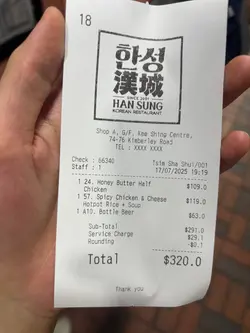 18
한성
漢城
SINCE 2011
HAN SUNG
KOREAN RESTAURANT
Shop A, G/F, Kee Shing Centre,
74-76 Kimberley Road
TEL : XXXX XXXX
Check : 66340 Tsim Sha Shui/001
Staff : 1 17/07/2025 19:19
1 24. Honey Butter Half Chicken $109.0
1 57. Spicy Chicken & Cheese Hotpot Rice + Soup $119.0
1 A10. Bottle Beer $63.0
Sub-Total $291.0
Service Charge $29.1
Rounding -$0.1
Total $320.0
Thank you